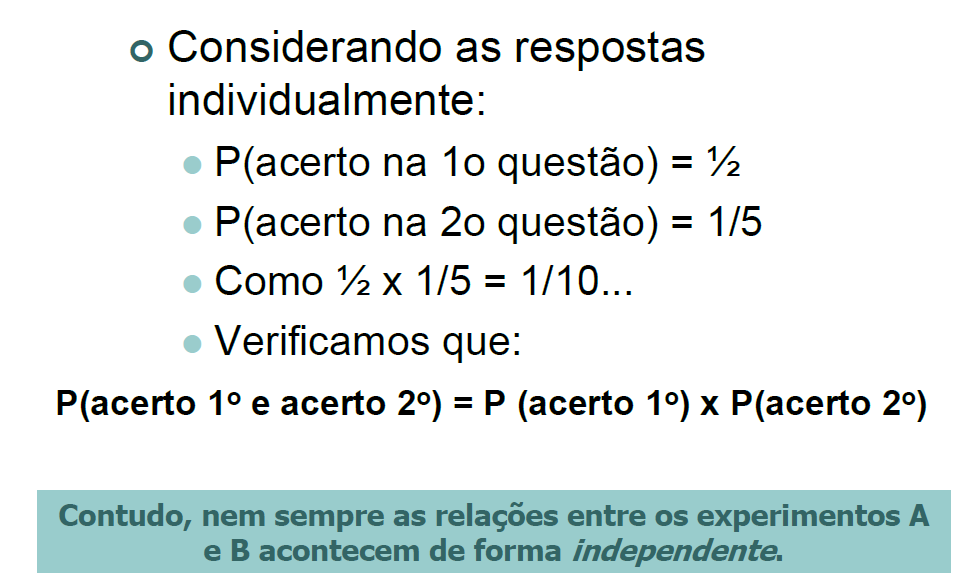 Considerando as respostas
individualmente:
P(acerto na 1o questão) = ½
P(acerto na 2o questão) = 1/5
Como ½ x 1/5 = 1/10...
Verificamos que:
P(acerto 1º e acerto 2º) = P (acerto 1º) x P(acerto 2º)
Contudo, nem sempre as relações entre os experimentos A
e B acontecem de forma independente.